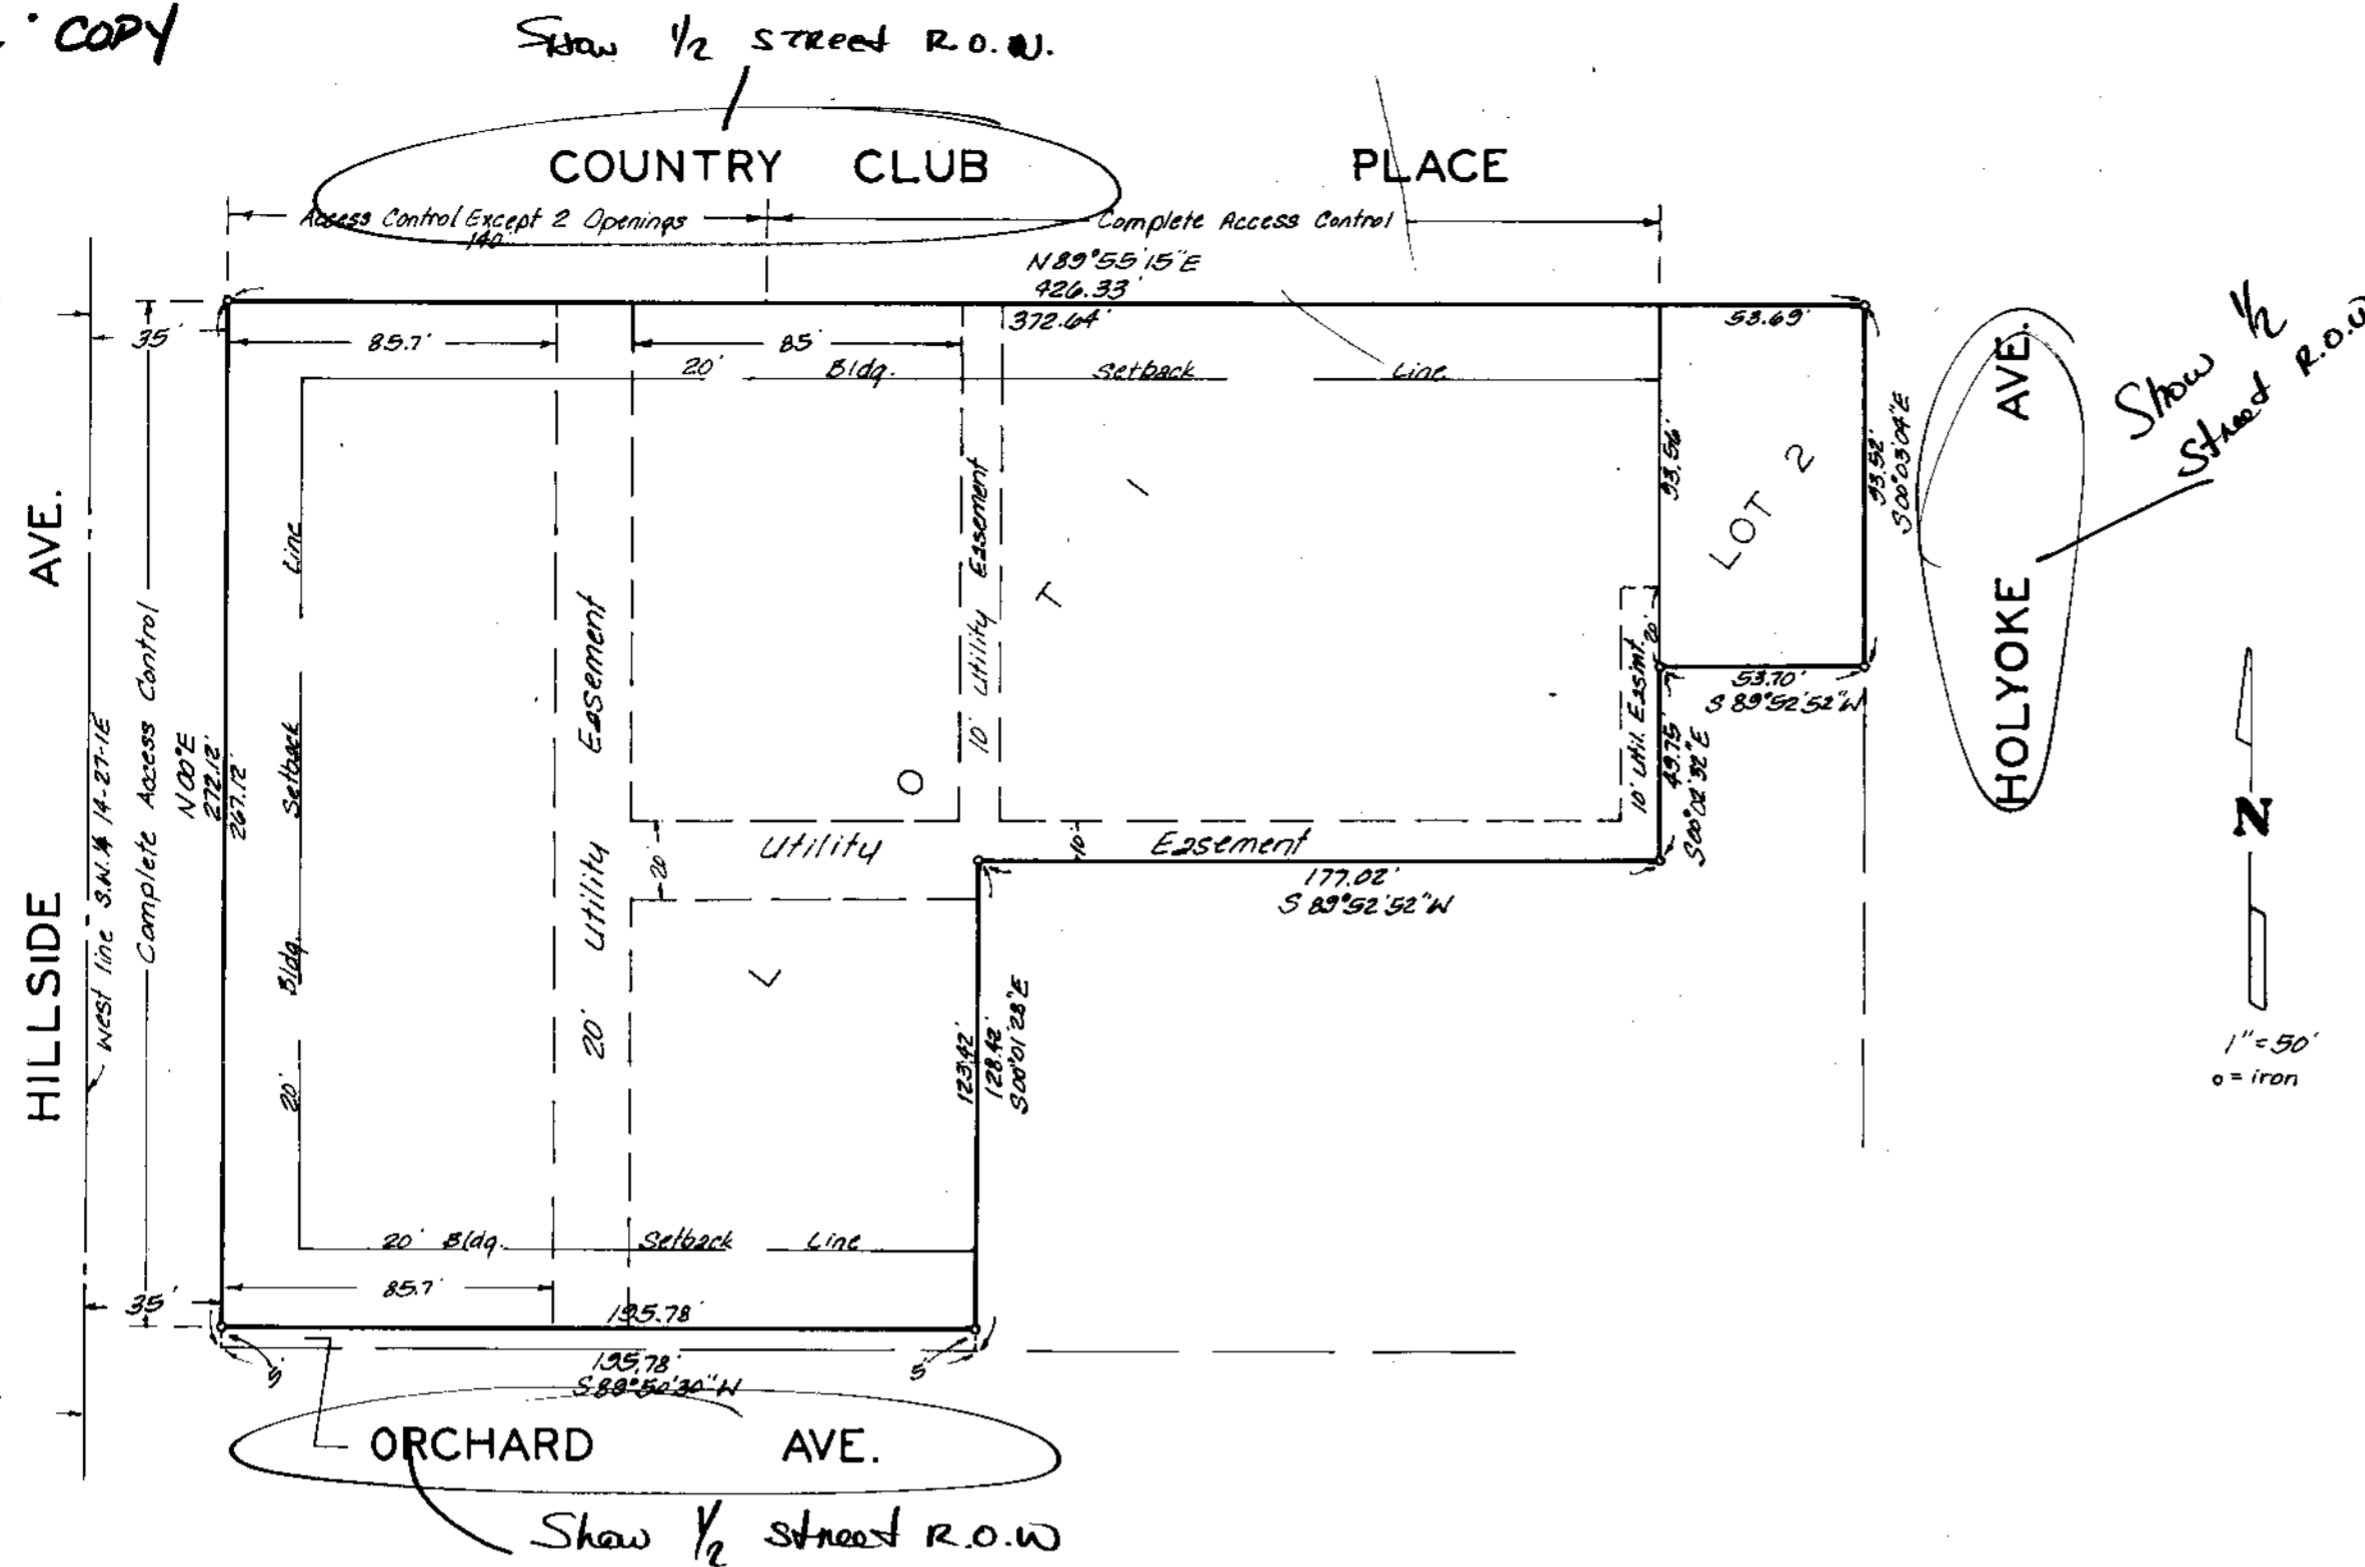 COPY
Show 1/2 street R.O.W.
COUNTRY CLUB PLACE
Access Control Except 2 Openings
140
Complete Access Control
N89°55'15"E
426.33'
372.64'
53.69'
35'
85.7'
85'
20' Bldg. Setback Line
HILLSIDE AVE.
West line S.W.¼ 14-27-1E
Complete Access Control
N00°E
272.12'
267.12'
20' Bldg. Setback Line
20' Utility Easement
10' Utility Easement
LOT 1
93.56'
LOT 2
93.52'
S00°03'04"E
HOLYOKE AVE.
Show 1/2
Street R.O.W
10' Util. Easmt.
20'
53.70'
S89°52'52"W
49.75'
S00°02'32"E
Utility Easement
20'
10'
177.02'
S89°52'52"W
123.42'
128.42'
S00°01'28"E
N
1"=50'
o = iron
20' Bldg. Setback Line
85.7'
35'
195.78'
5'
195.78'
5'
S89°50'30"W
ORCHARD AVE.
Show 1/2 street R.O.W